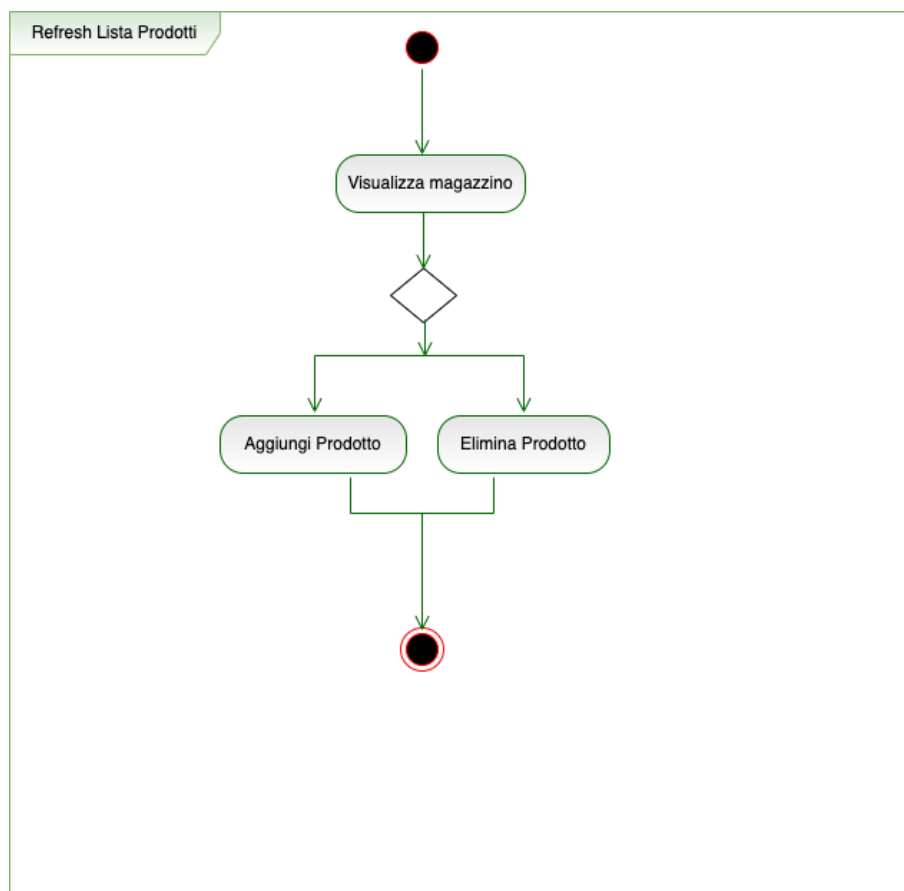 Refresh Lista Prodotti
Visualizza magazzino
Aggiungi Prodotto
Elimina Prodotto